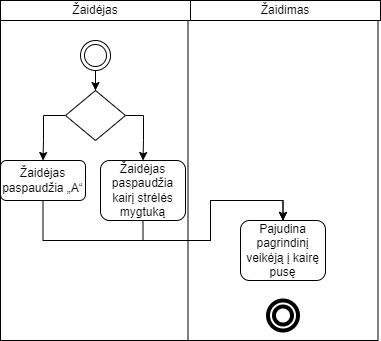 Žaidėjas
Žaidimas
Žaidėjas
paspaudžia „A“
Žaidėjas
paspaudžia
kairį strėlės
mygtuką
Pajudina
pagrindinį
veikėją į kairę
pusę